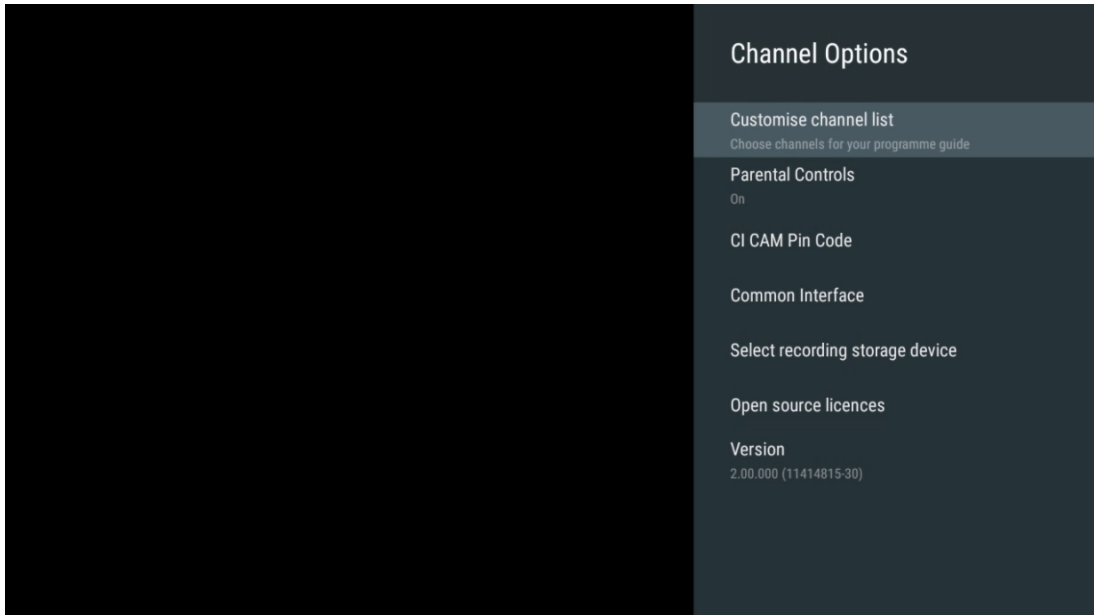 Channel Options
Customise channel list
Choose channels for your programme guide
Parental Controls
On
CI CAM Pin Code
Common Interface
Select recording storage device
Open source licences
Version
2.00.000 (11414815-30)